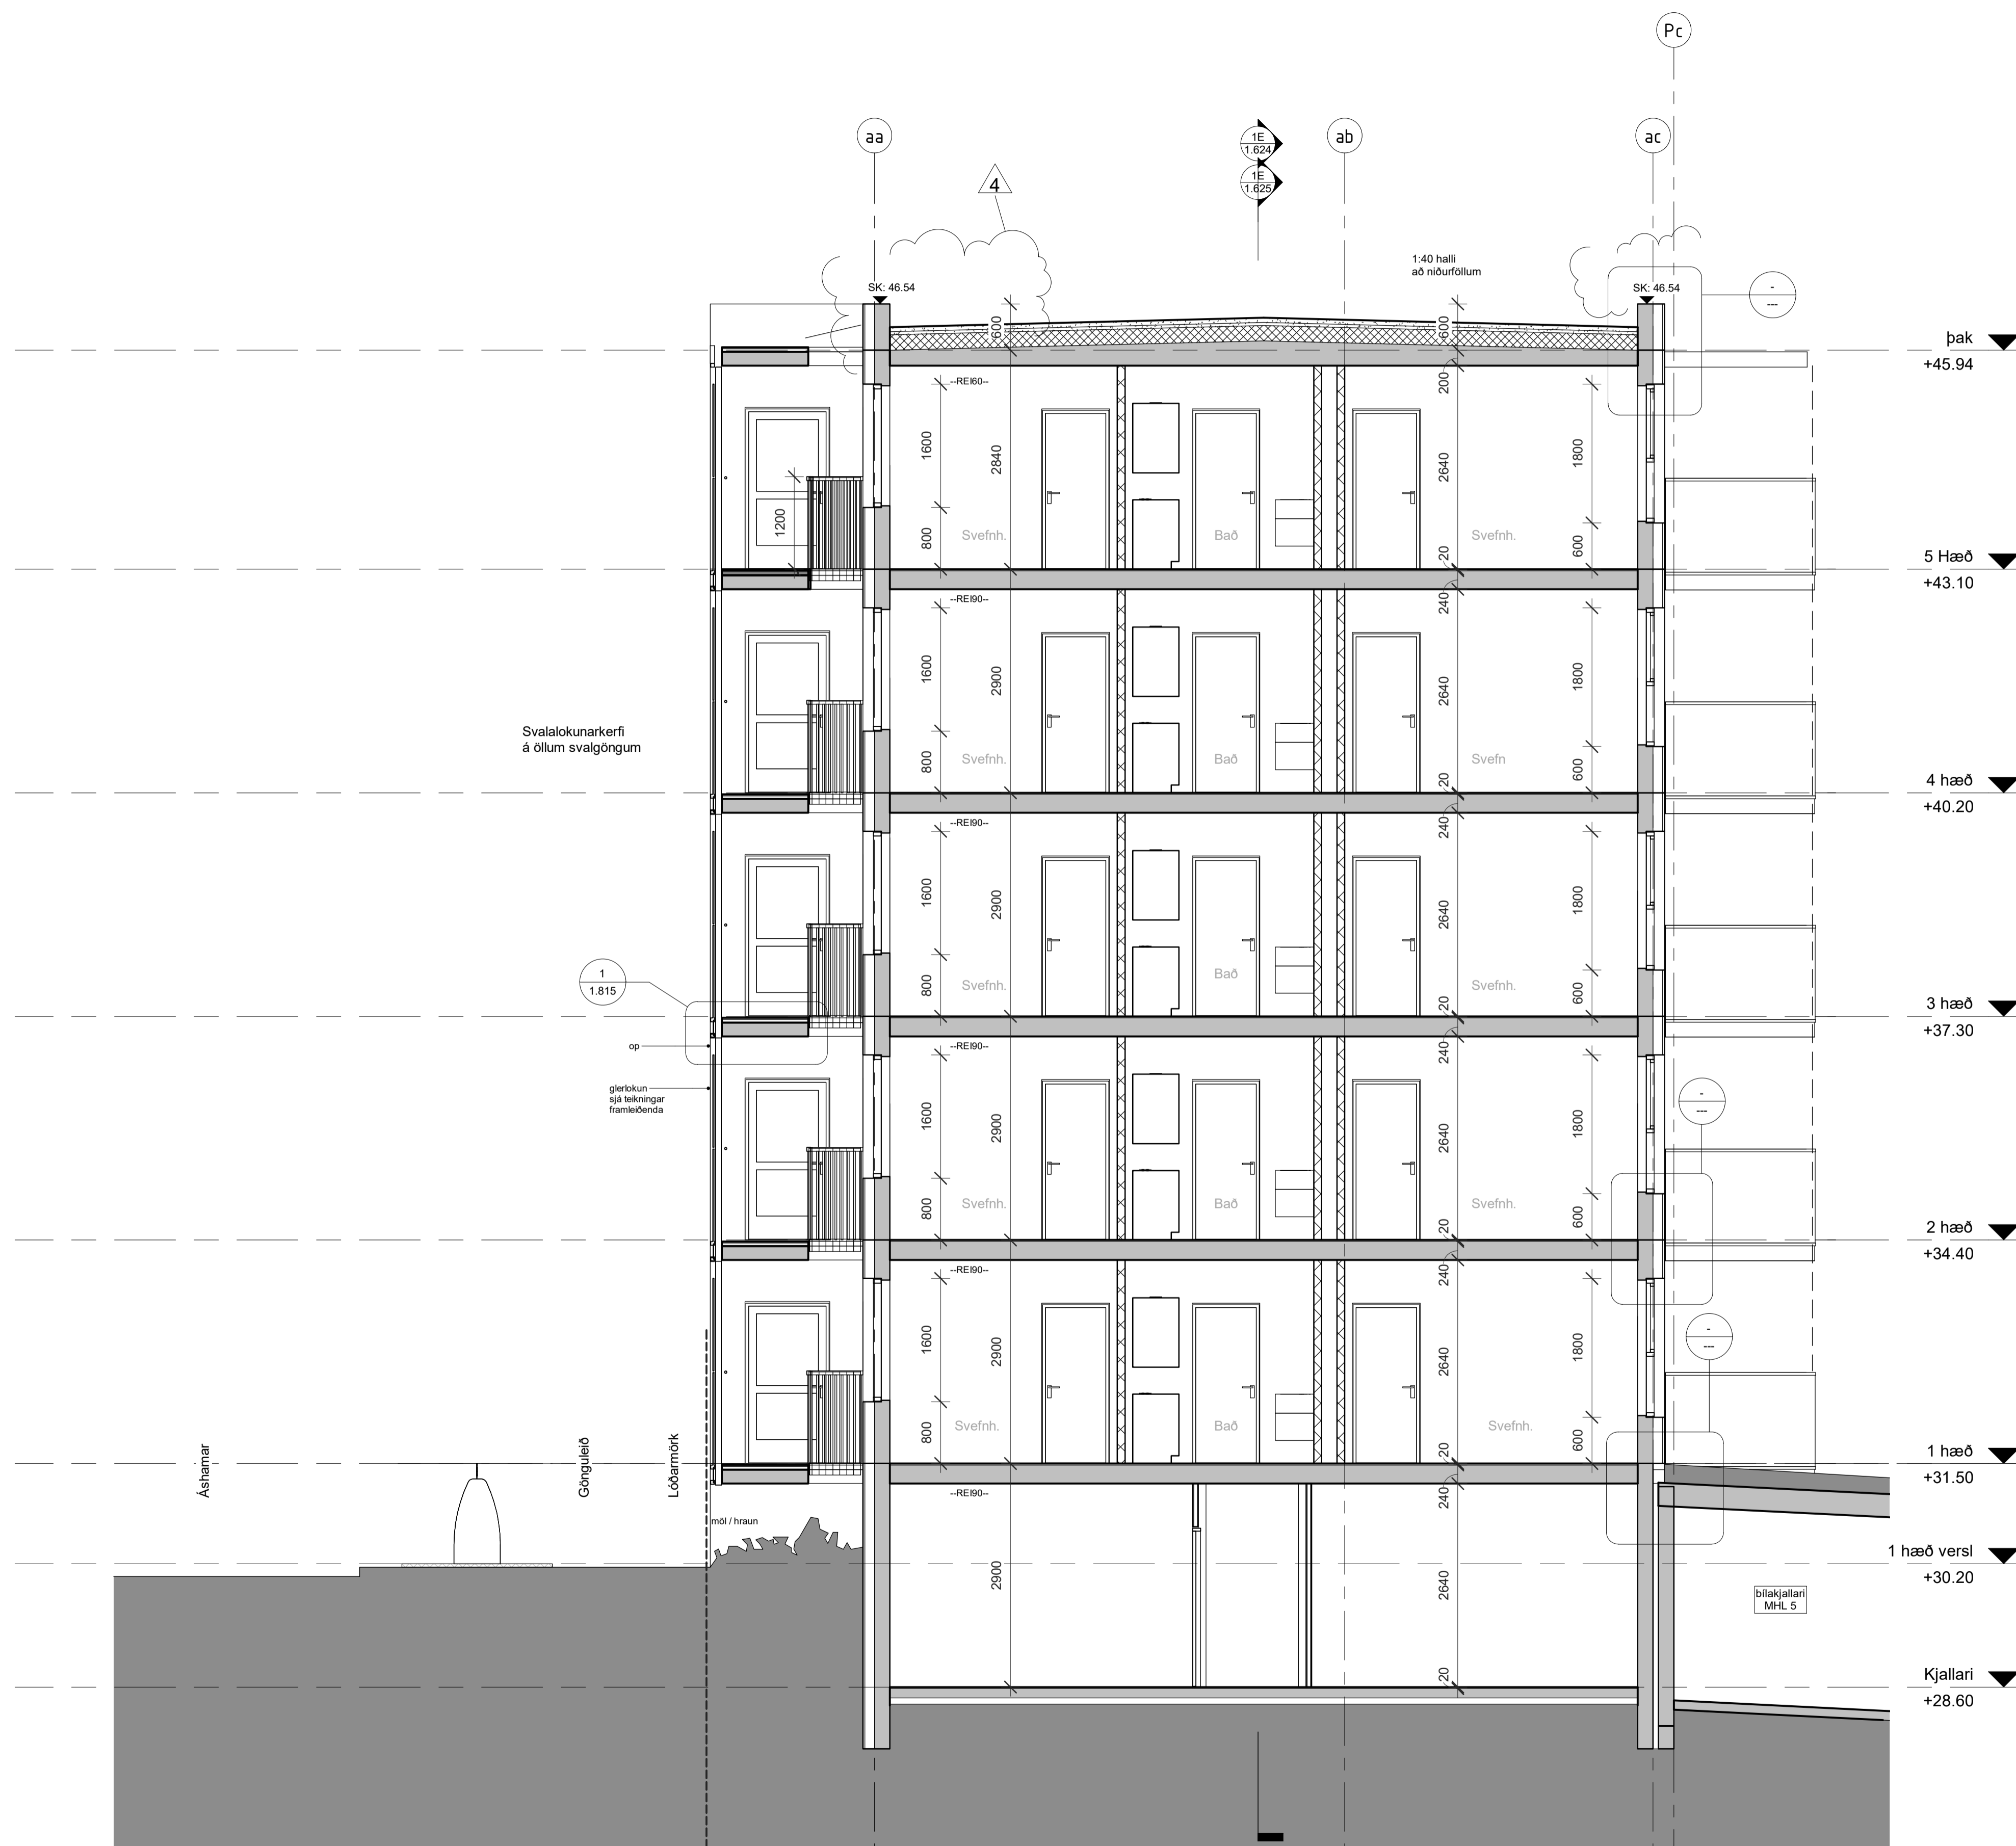 Pc
aa
1E
1.624
1E
1.625
ab
ac
4
1:40 halli
að niðurföllum
SK: 46.54
SK: 46.54
-
---
600
600
þak
+45.94
--REI60--
200
1600
2840
2640
1800
1200
800
Svefnh.
Bað
Svefnh.
20
600
5 Hæð
+43.10
--REI90--
240
1600
2900
2640
1800
Svalalokunarkerfi
á öllum svalgöngum
800
Svefnh.
Bað
Svefn
20
600
4 hæð
+40.20
--REI90--
240
1600
2900
2640
1800
1
1.815
800
Svefnh.
Bað
Svefnh.
20
600
3 hæð
+37.30
op
--REI90--
240
glerlokun
sjá teikningar
framleiðenda
1600
2900
2640
1800
-
---
800
Svefnh.
Bað
Svefnh.
20
600
2 hæð
+34.40
--REI90--
240
1600
2900
2640
1800
-
---
800
Svefnh.
Bað
Svefnh.
20
600
1 hæð
+31.50
Áshamar
Gönguleið
Lóðarmörk
--REI90--
240
möl / hraun
2900
2640
1 hæð versl
+30.20
bílakjallari
MHL 5
20
Kjallari
+28.60